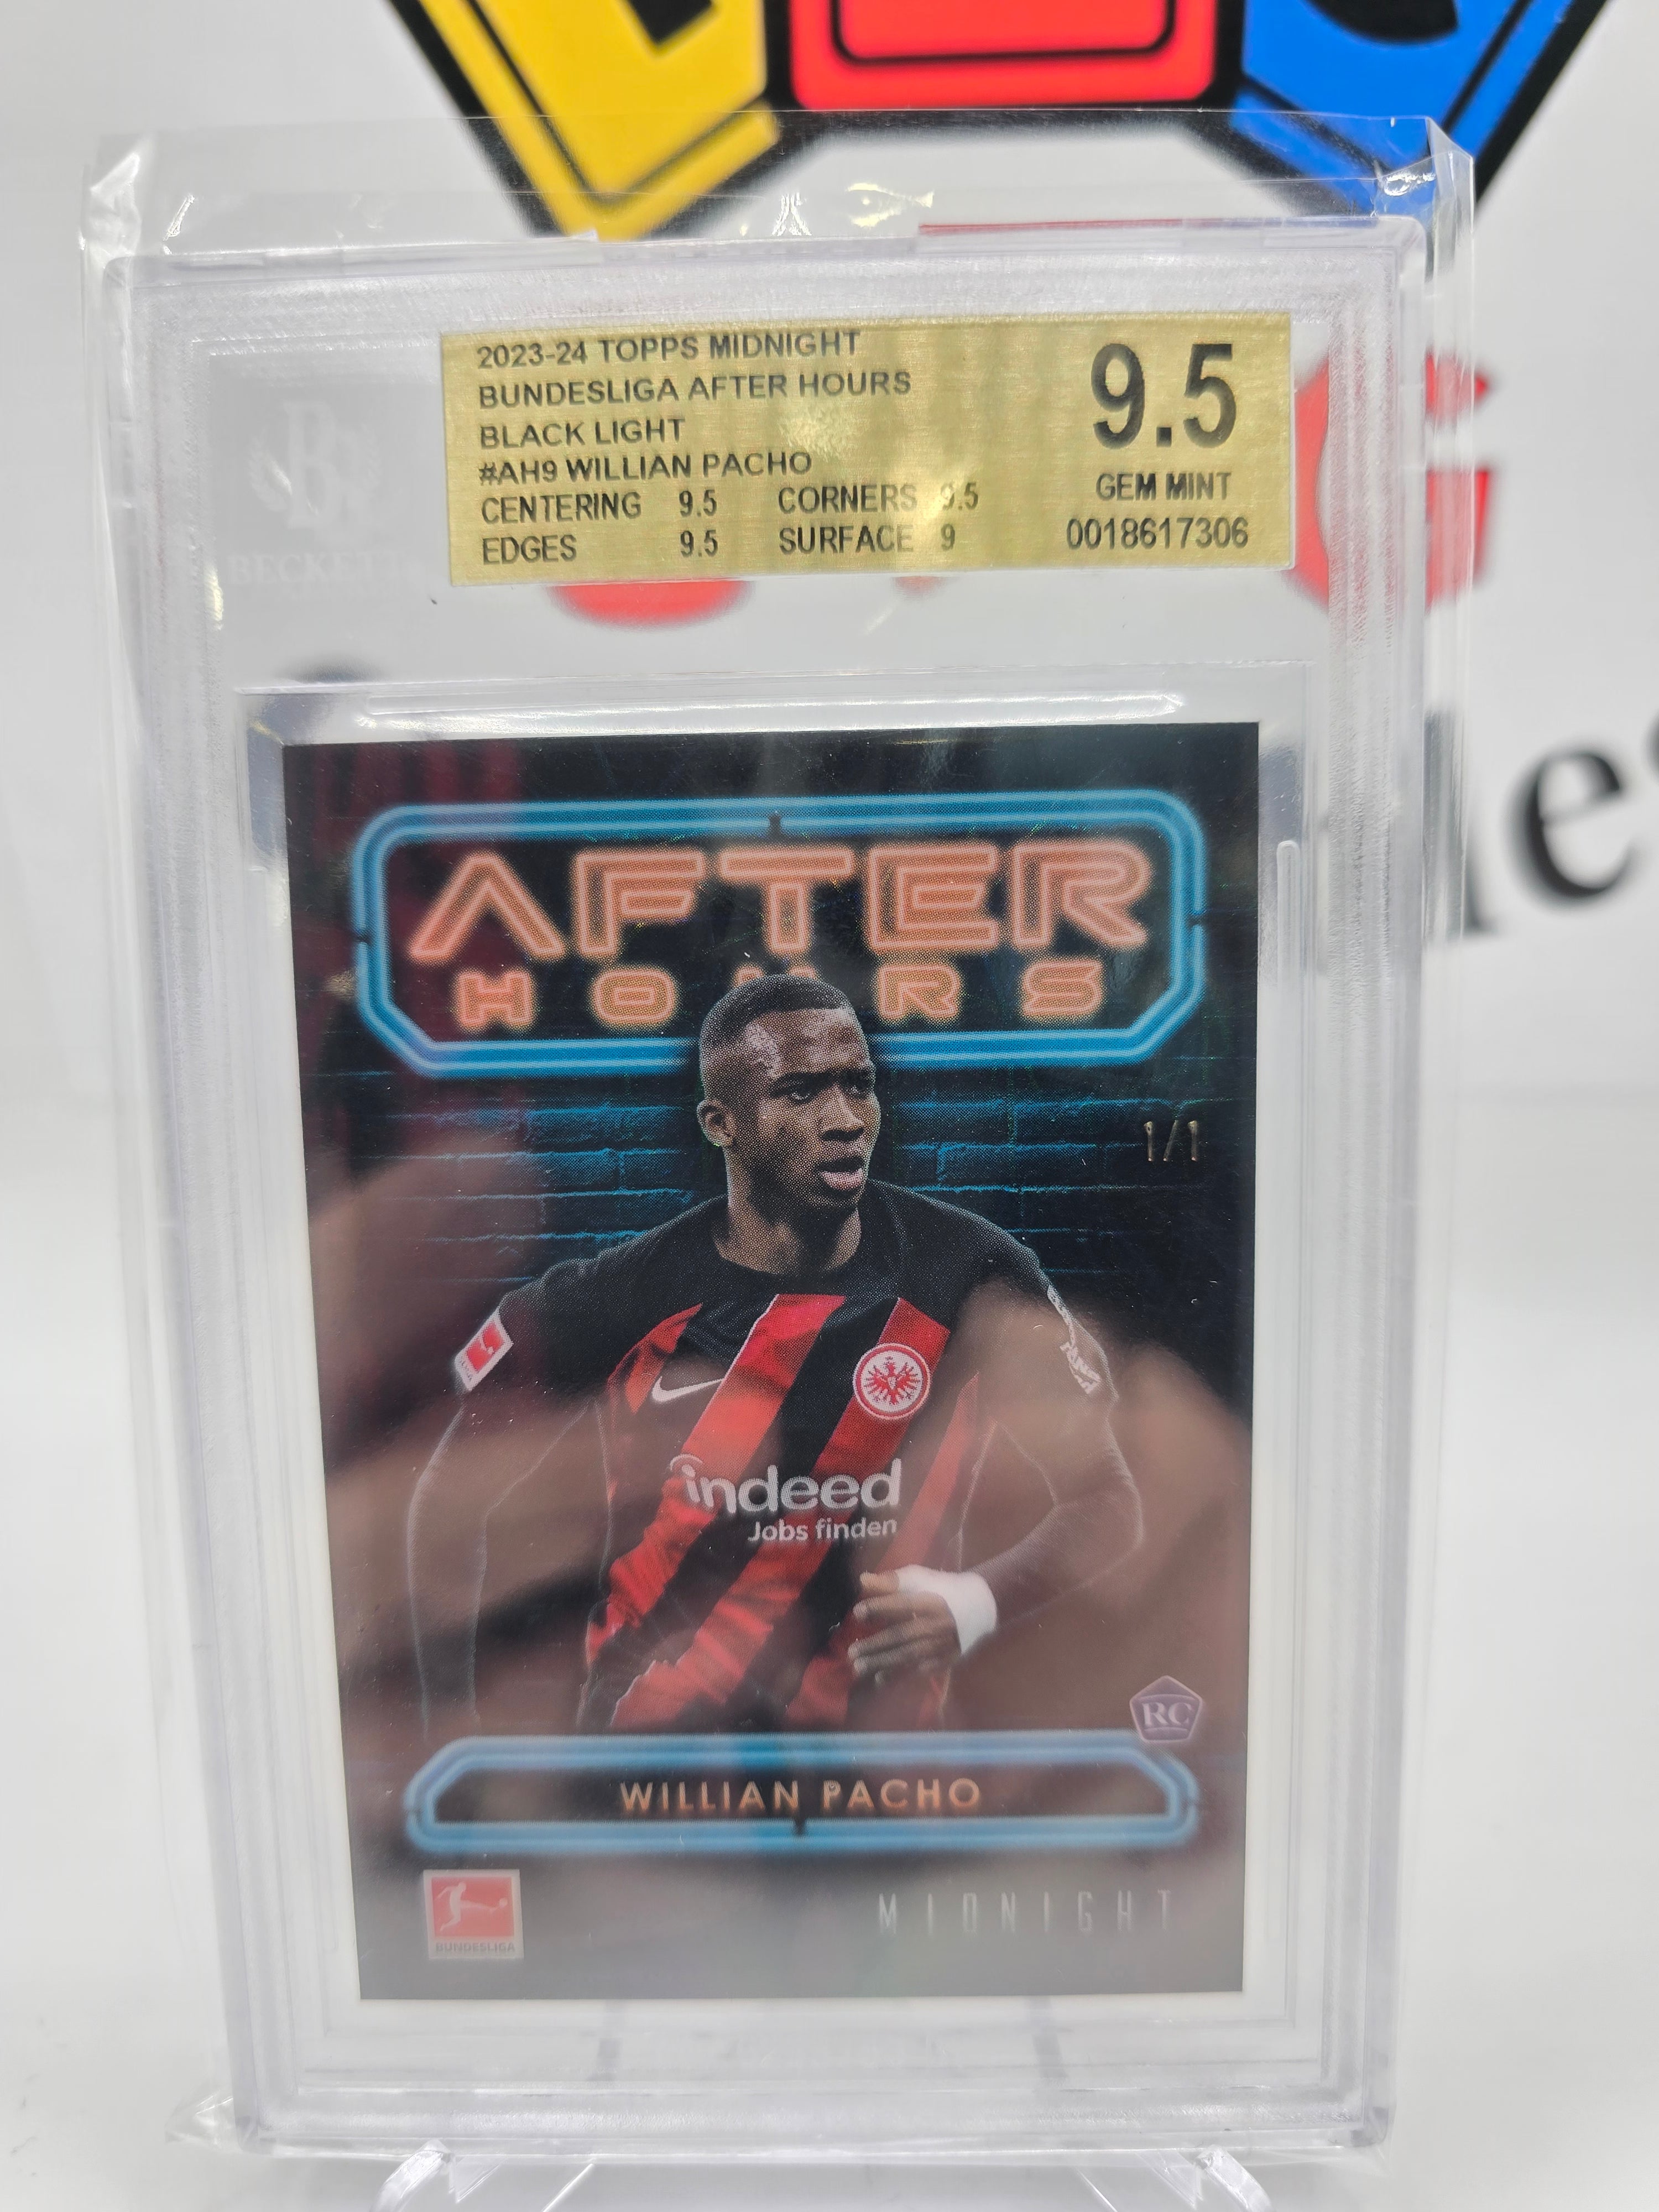 2023-24 TOPPS MIDNIGHT
BUNDESLIGA AFTER HOURS
BLACK LIGHT
#AH9 WILLIAN PACHO
CENTERING 9.5 CORNERS 9.5
EDGES 9.5 SURFACE 9
9.5
GEM MINT
0018617306
BECKETT
AFTER
HOURS
1/1
indeed
Jobs finden
RC
WILLIAN PACHO
BUNDESLIGA
MIDNIGHT